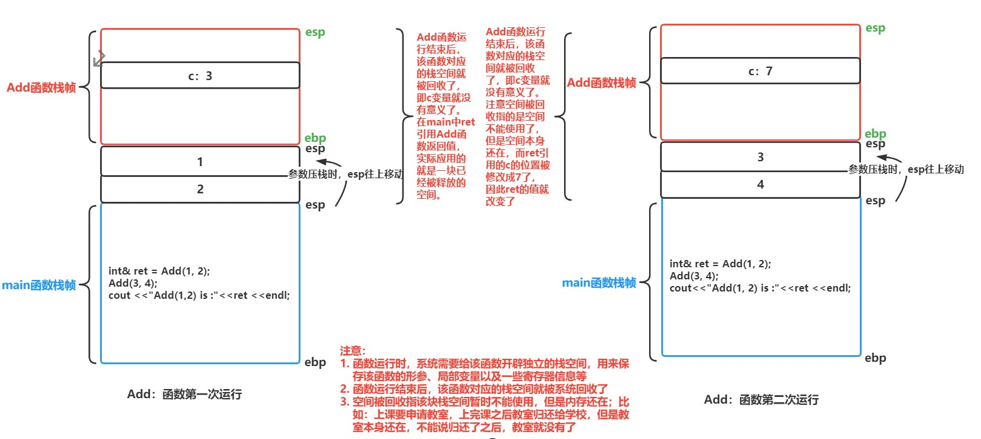 esp
c：3
Add函数栈帧
ebp
esp
1
参数压栈时，esp往上移动
2
esp
main函数栈帧
int& ret = Add(1, 2);
Add(3, 4);
cout <<"Add(1,2) is :"<<ret <<endl;
ebp
Add：函数第一次运行
Add函数运
行结束后，
该函数对应
的栈空间就
被回收了，
即c变量就没
有意义了。
在main中ret
引用Add函
数返回值，
实际应用的
就是一块已
经被释放的
空间。
Add函数运行
结束后，该函
数对应的栈空
间就被回收
了，即c变量就
没有意义了。
注意空间被回
收指的是空间
不能使用了，
但是空间本身
还在，而ret引
用的c的位置被
修改成7了，
因此ret的值就
改变了
esp
c：7
Add函数栈帧
ebp
esp
3
参数压栈时，esp往上移动
4
esp
main函数栈帧
int& ret = Add(1, 2);
Add(3, 4);
cout<<"Add(1, 2) is :"<<ret <<endl;
ebp
Add：函数第二次运行
注意：
1. 函数运行时，系统需要给该函数开辟独立的栈空间，用来保
存该函数的形参、局部变量以及一些寄存器信息等
2. 函数运行结束后，该函数对应的栈空间就被系统回收了
3. 空间被回收指该块栈空间暂时不能使用，但是内存还在；比
如：上课要申请教室，上完课之后教室归还给学校，但是教
室本身还在，不能说归还了之后，教室就没有了